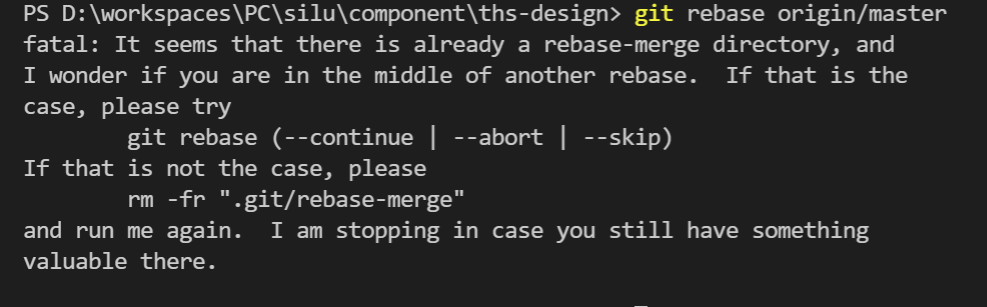 PS D:\workspaces\PC\silu\component\ths-design> git rebase origin/master
fatal: It seems that there is already a rebase-merge directory, and
I wonder if you are in the middle of another rebase.  If that is the
case, please try
        git rebase (--continue | --abort | --skip)
If that is not the case, please
        rm -fr ".git/rebase-merge"
and run me again.  I am stopping in case you still have something
valuable there.